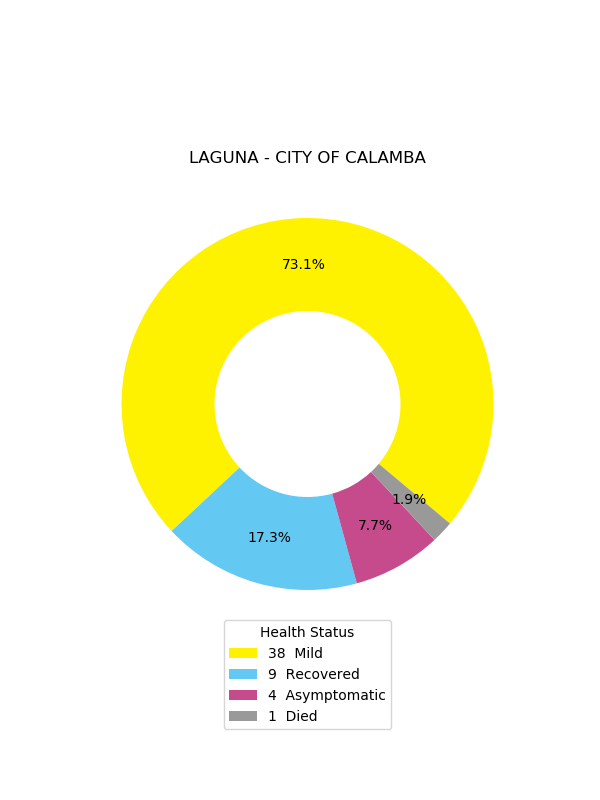 LAGUNA - CITY OF CALAMBA
73.1%
1.9%
7.7%
17.3%
Health Status
38 Mild
9 Recovered
4 Asymptomatic
1 Died